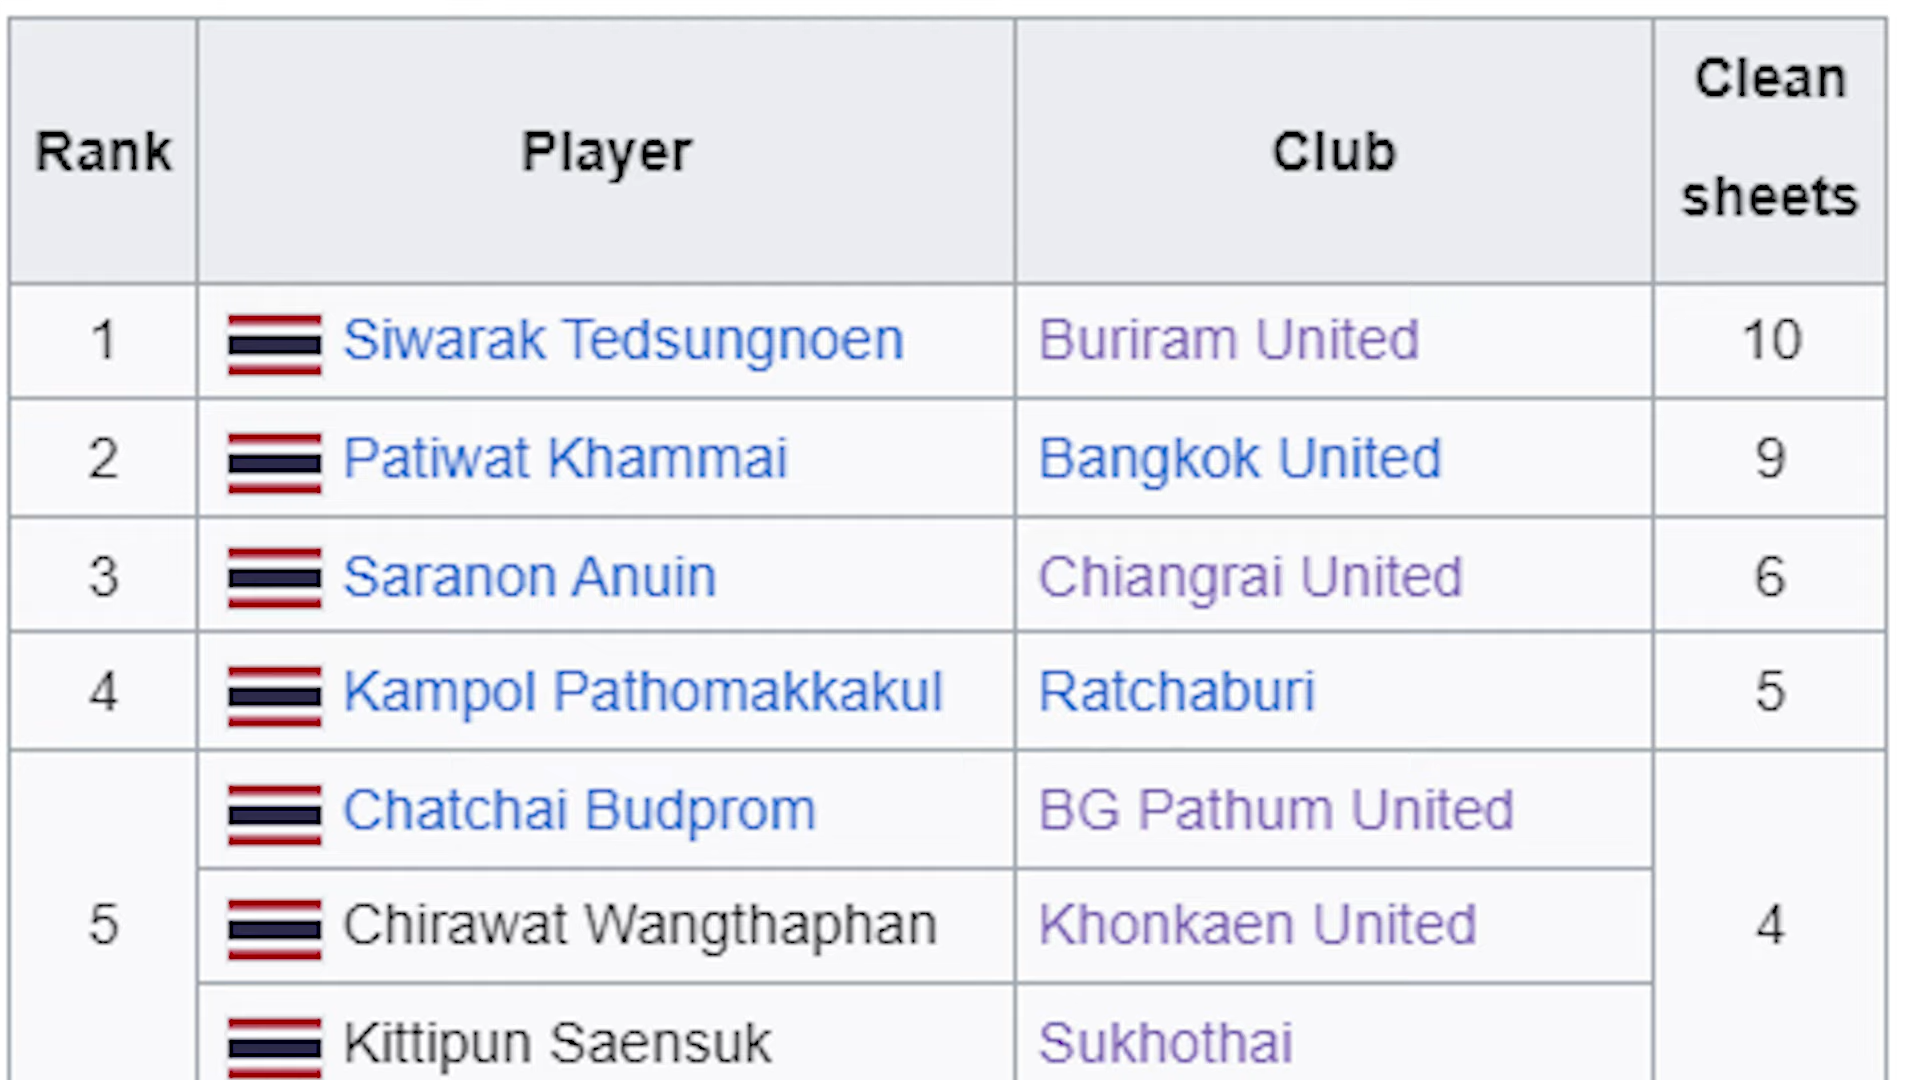 Rank Player Club Clean sheets
1 Siwarak Tedsungnoen Buriram United 10
2 Patiwat Khammai Bangkok United 9
3 Saranon Anuin Chiangrai United 6
4 Kampol Pathomakkakul Ratchaburi 5
5 Chatchai Budprom BG Pathum United 4
Chirawat Wangthaphan Khonkaen United
Kittipun Saensuk Sukhothai